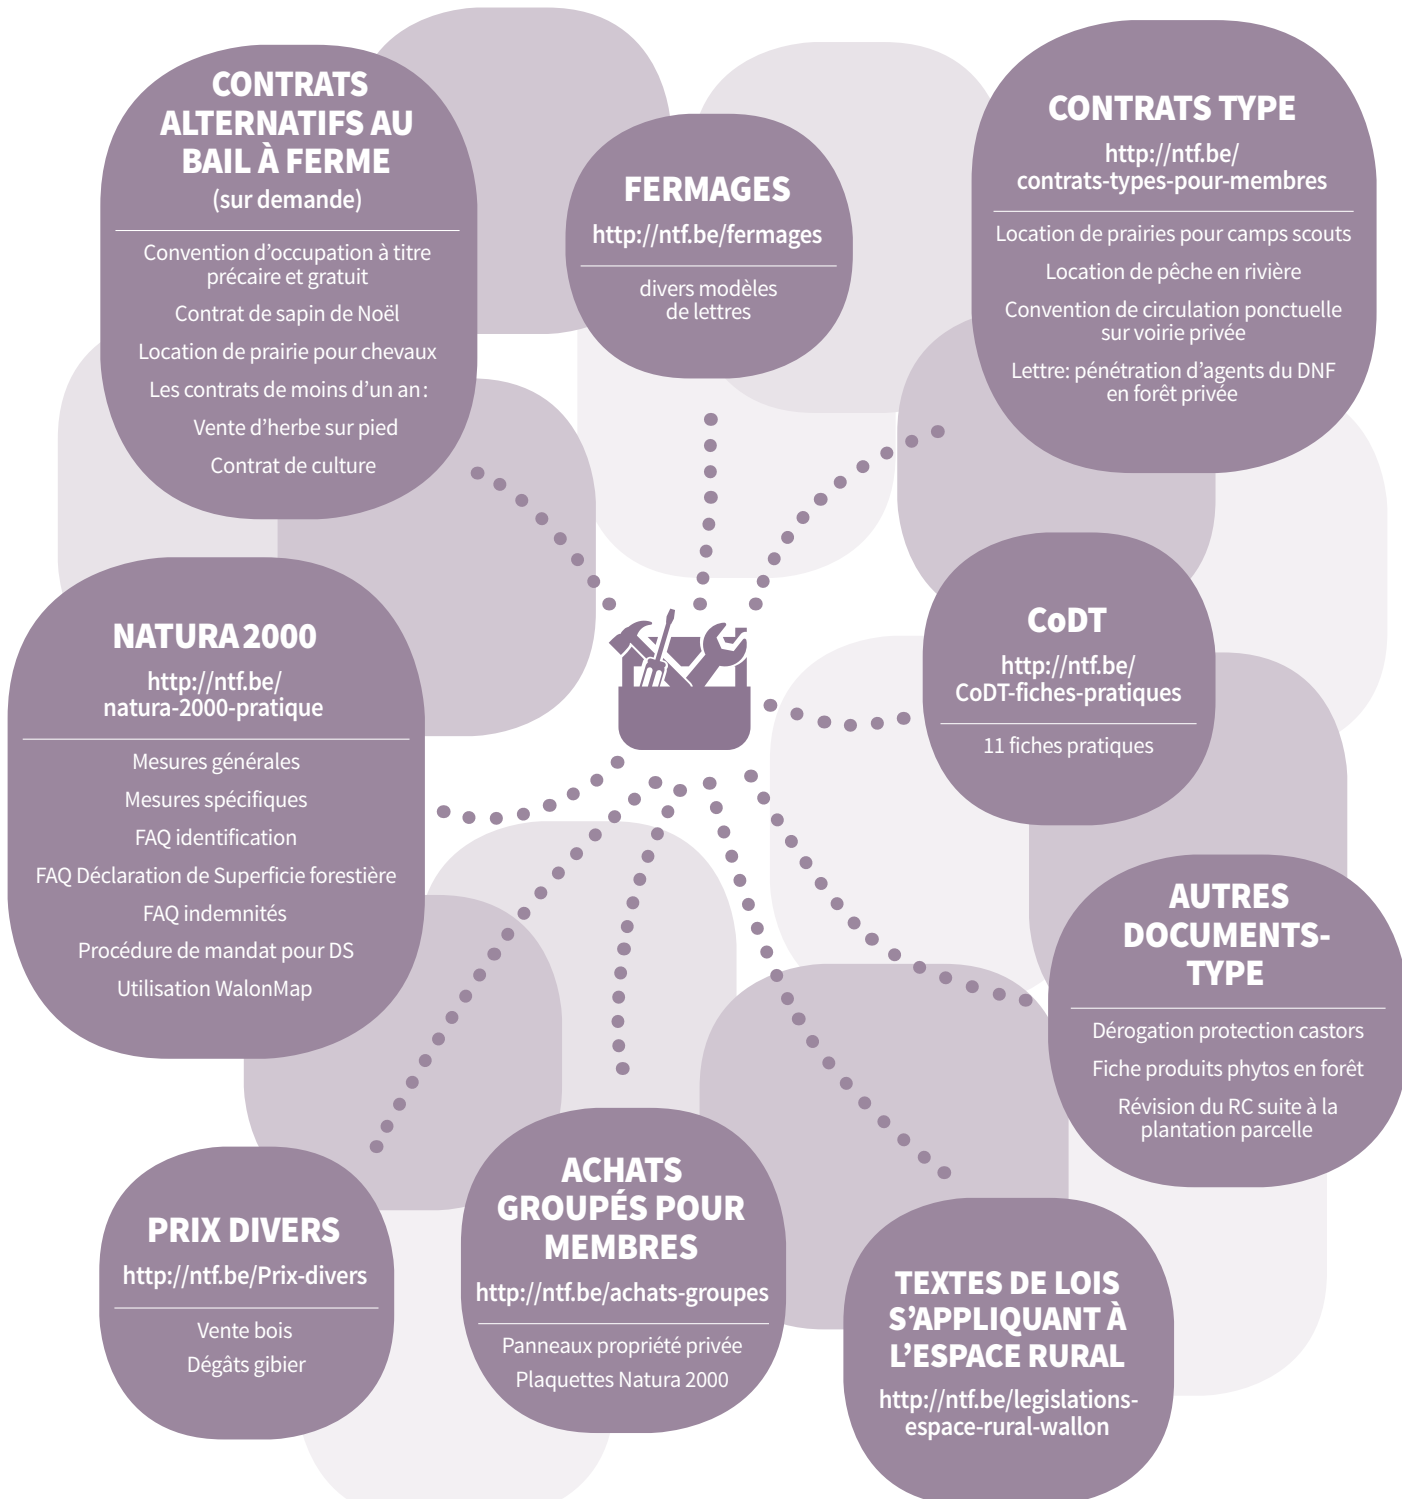 CONTRATS
ALTERNATIFS AU
BAIL À FERME
(sur demande)
Convention d’occupation à titre
précaire et gratuit
Contrat de sapin de Noël
Location de prairie pour chevaux
Les contrats de moins d’un an :
Vente d’herbe sur pied
Contrat de culture
FERMAGES
http://ntf.be/fermages
divers modèles
de lettres
CONTRATS TYPE
http://ntf.be/
contrats-types-pour-membres
Location de prairies pour camps scouts
Location de pêche en rivière
Convention de circulation ponctuelle
sur voirie privée
Lettre: pénétration d’agents du DNF
en forêt privée
NATURA 2000
http://ntf.be/
natura-2000-pratique
Mesures générales
Mesures spécifiques
FAQ identification
FAQ Déclaration de Superficie forestière
FAQ indemnités
Procédure de mandat pour DS
Utilisation WalonMap
CoDT
http://ntf.be/
CoDT-fiches-pratiques
11 fiches pratiques
AUTRES
DOCUMENTS-
TYPE
Dérogation protection castors
Fiche produits phytos en forêt
Révision du RC suite à la
plantation parcelle
PRIX DIVERS
http://ntf.be/Prix-divers
Vente bois
Dégâts gibier
ACHATS
GROUPÉS POUR
MEMBRES
http://ntf.be/achats-groupes
Panneaux propriété privée
Plaquettes Natura 2000
TEXTES DE LOIS
S’APPLIQUANT À
L’ESPACE RURAL
http://ntf.be/legislations-
espace-rural-wallon